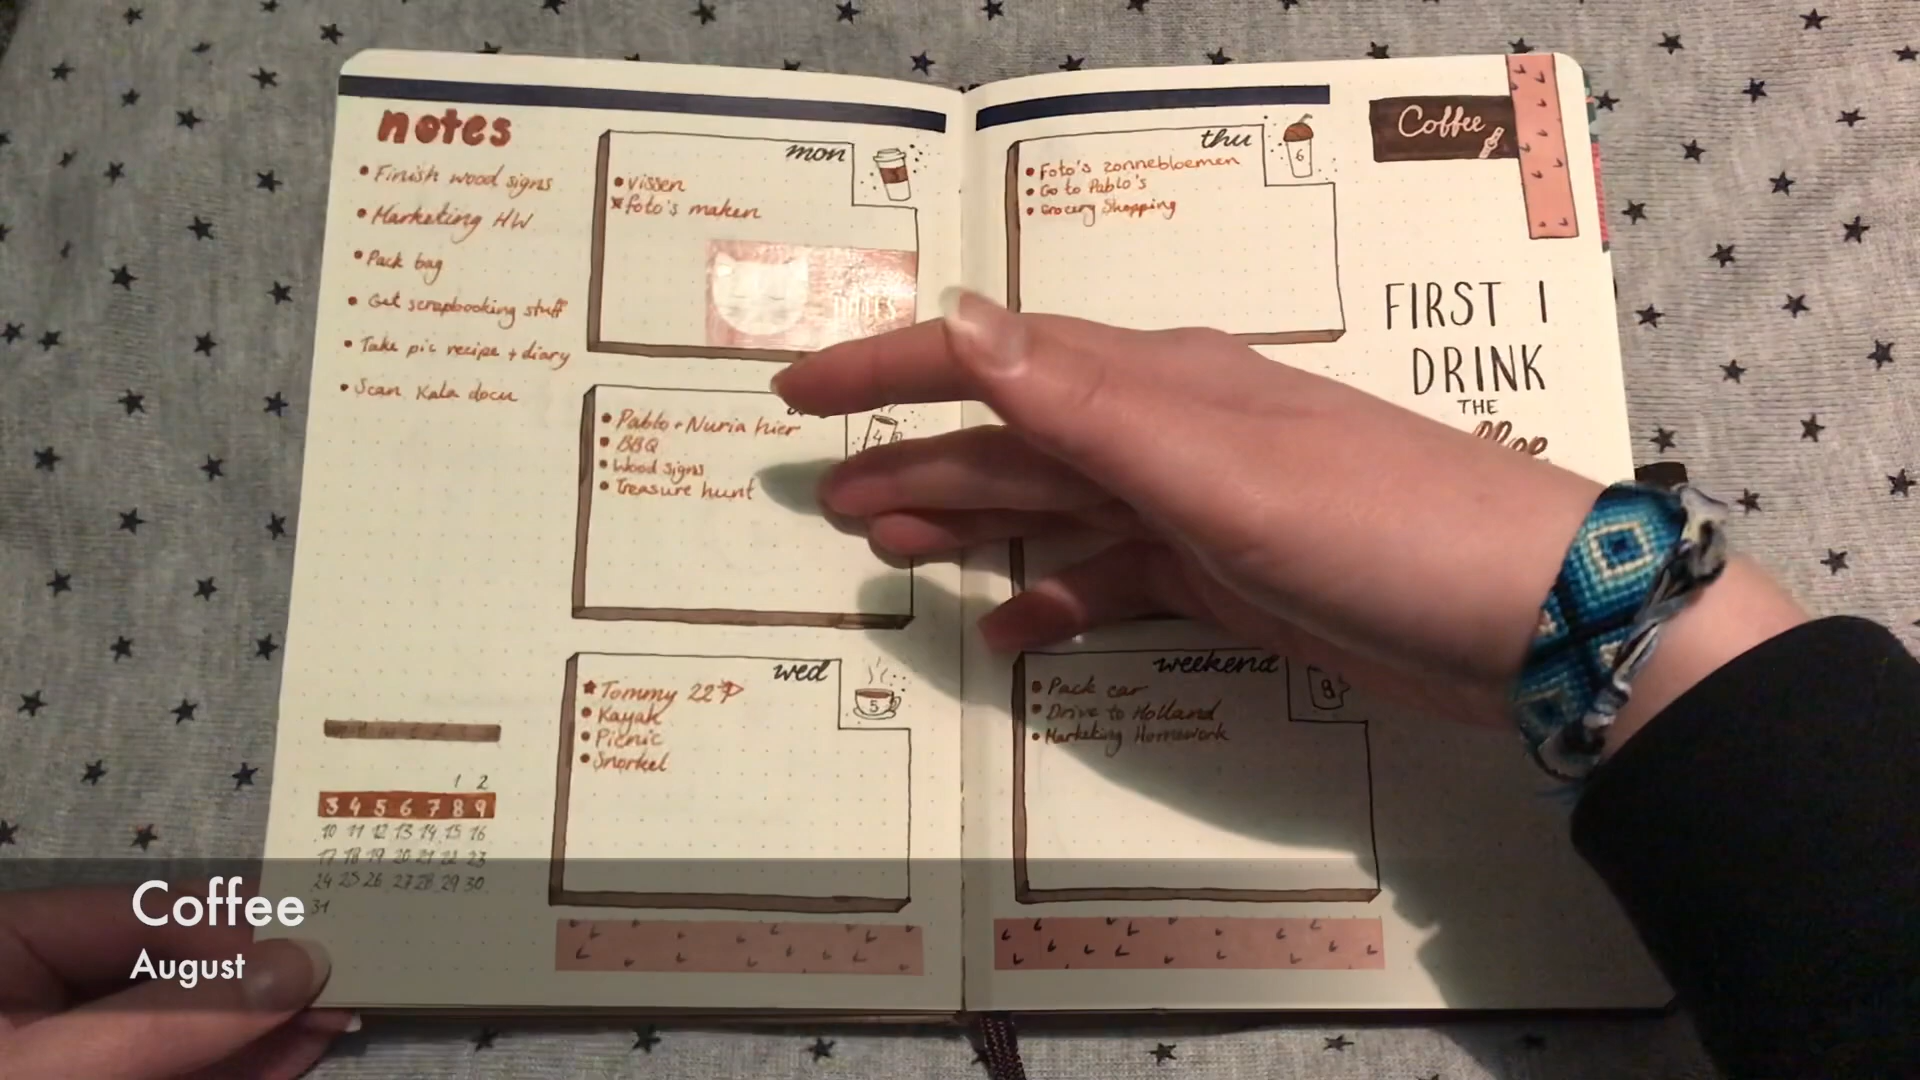 notes
• Finish wood signs
• Marketing HW
• Pack bag
• Get scrapbooking stuff
• Take pic recipe + diary
• Scan Kala docu
1 2
3 4 5 6 7 8 9
10 11 12 13 14 15 16
17 18 19 20 21 22 23
24 25 26 27 28 29 30
31
mon
• vissen
× foto's maken
• Pablo + Nuria hier
• BBQ
• Wood signs
• Treasure hunt
4
wed
5
★ Tommy 22
• Kayak
• Picnic
• Snorkel
thu
6
• Foto's zonnebloemen
• Go to Pablo's
• Grocery Shopping
weekend
8
• Pack car
• Drive to Holland
• Marketing Homework
Coffee
FIRST I
DRINK
THE
Coffee
August